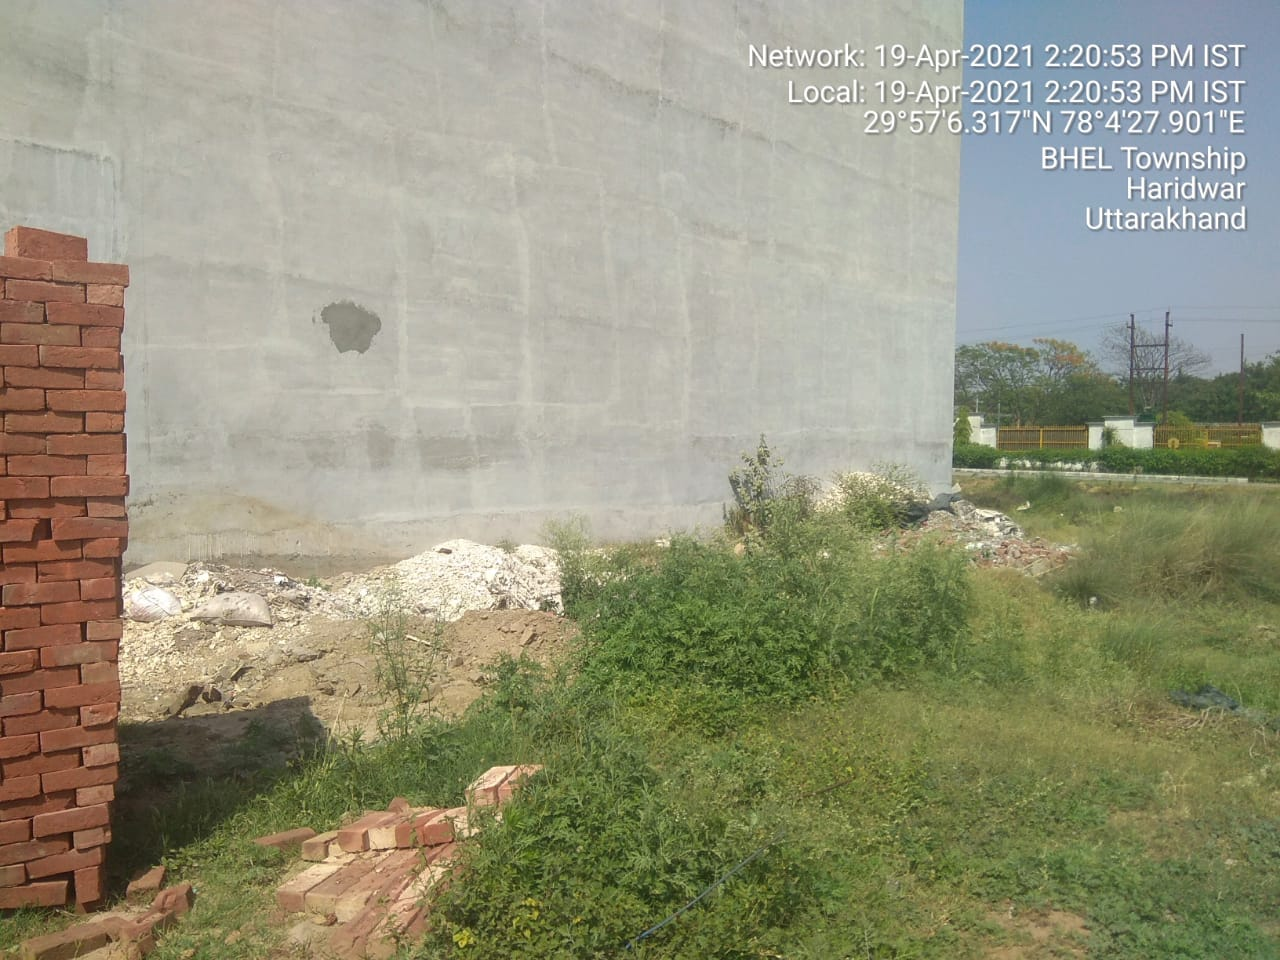 Network: 19-Apr-2021 2:20:53 PM IST
Local: 19-Apr-2021 2:20:53 PM IST
29°57'6.317"N 78°4'27.901"E
BHEL Township
Haridwar
Uttarakhand